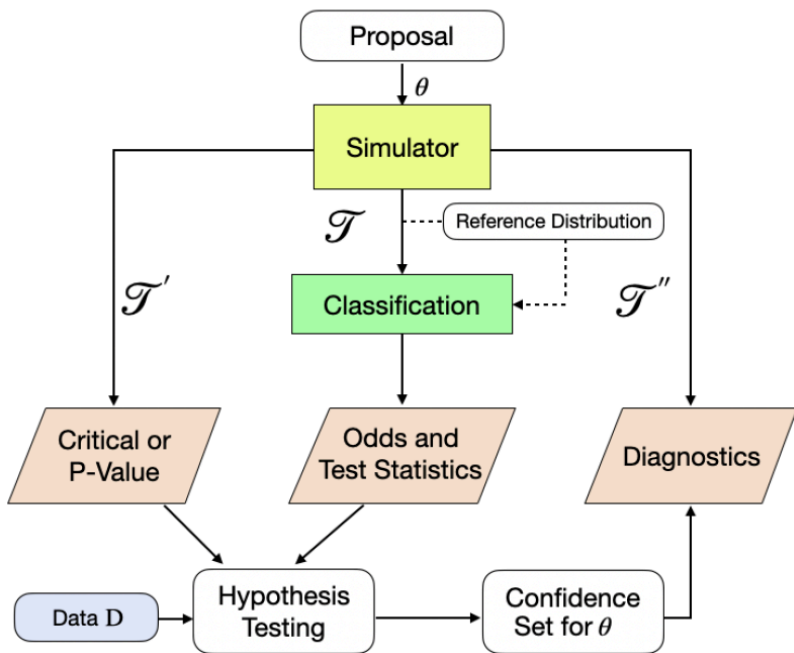 Proposal
θ
Simulator
𝒯
Reference Distribution
𝒯′
Classification
𝒯″
Critical or
P-Value
Odds and
Test Statistics
Diagnostics
Data D
Hypothesis
Testing
Confidence
Set for θ